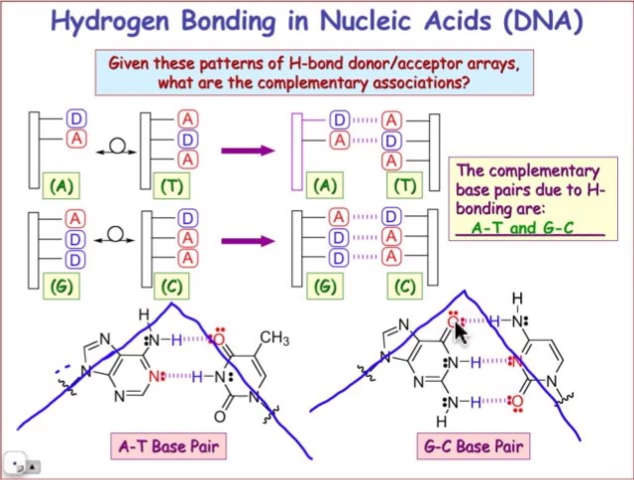 Hydrogen Bonding in Nucleic Acids (DNA)
Given these patterns of H-bond donor/acceptor arrays,
what are the complementary associations?
D
A
(A)
A
D
A
(T)
D A
A D
A
(A) (T)
The complementary
base pairs due to H-
bonding are:
A-T and G-C
A
D
D
(G)
D
A
A
(C)
A D
D A
D A
(G) (C)
H
N H O CH₃
N
N
N
N H N
N
O
A-T Base Pair
H
O H N
N
N
N H N
N
N
N H O
H
G-C Base Pair